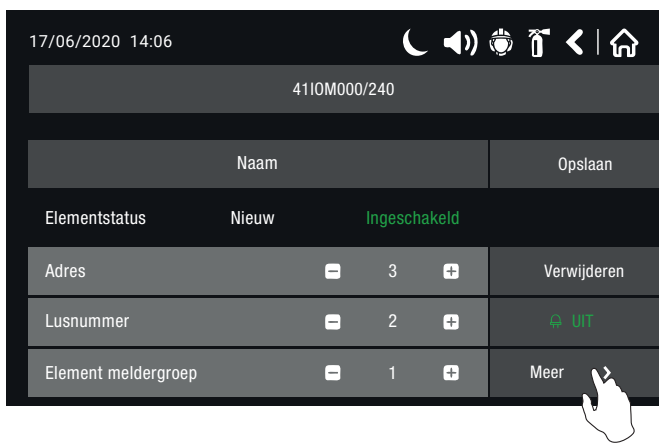 17/06/2020 14:06
41IOM000/240
Naam Opslaan
Elementstatus Nieuw Ingeschakeld
Adres 3 Verwijderen
Lusnummer 2 UIT
Element meldergroep 1 Meer